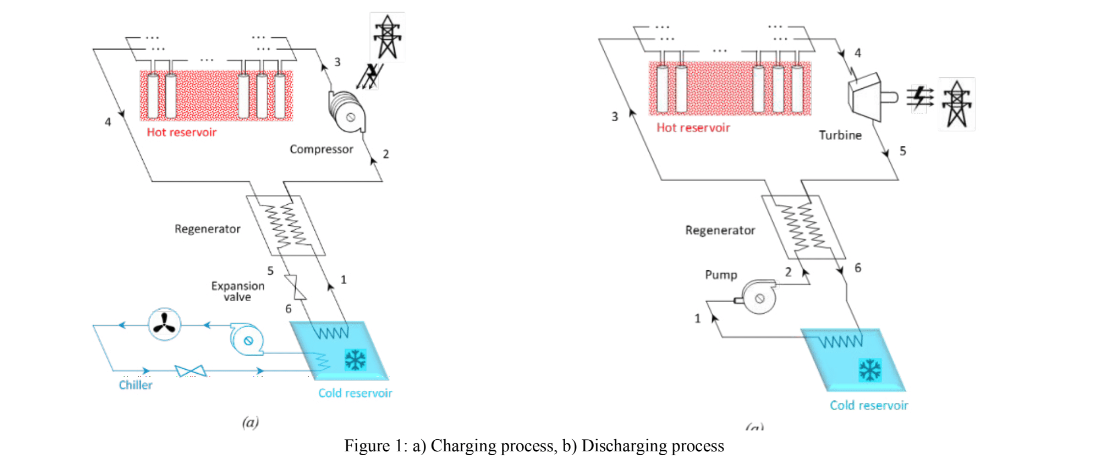 3
4
Hot reservoir
Compressor
2
Regenerator
5
1
Expansion
valve
6
Chiller
Cold reservoir
(a)
4
3
Hot reservoir
Turbine
5
Regenerator
Pump
2
6
1
Cold reservoir
(a)
Figure 1: a) Charging process, b) Discharging process